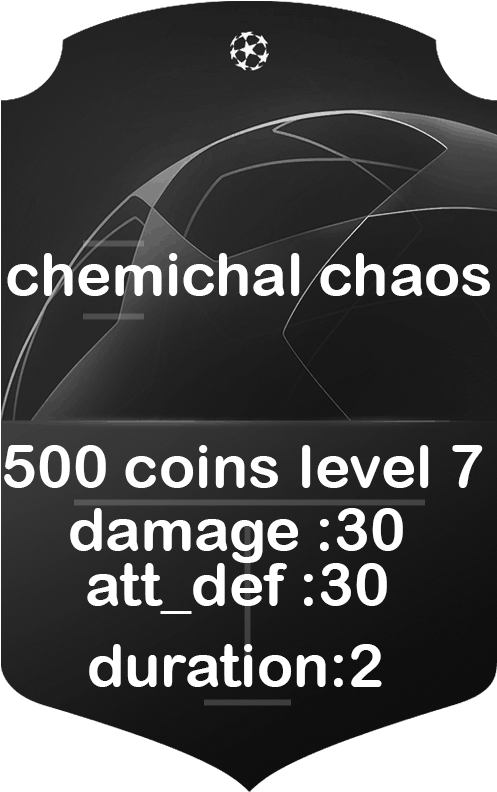 chemichal chaos
500 coins level 7
damage :30
att_def :30
duration:2